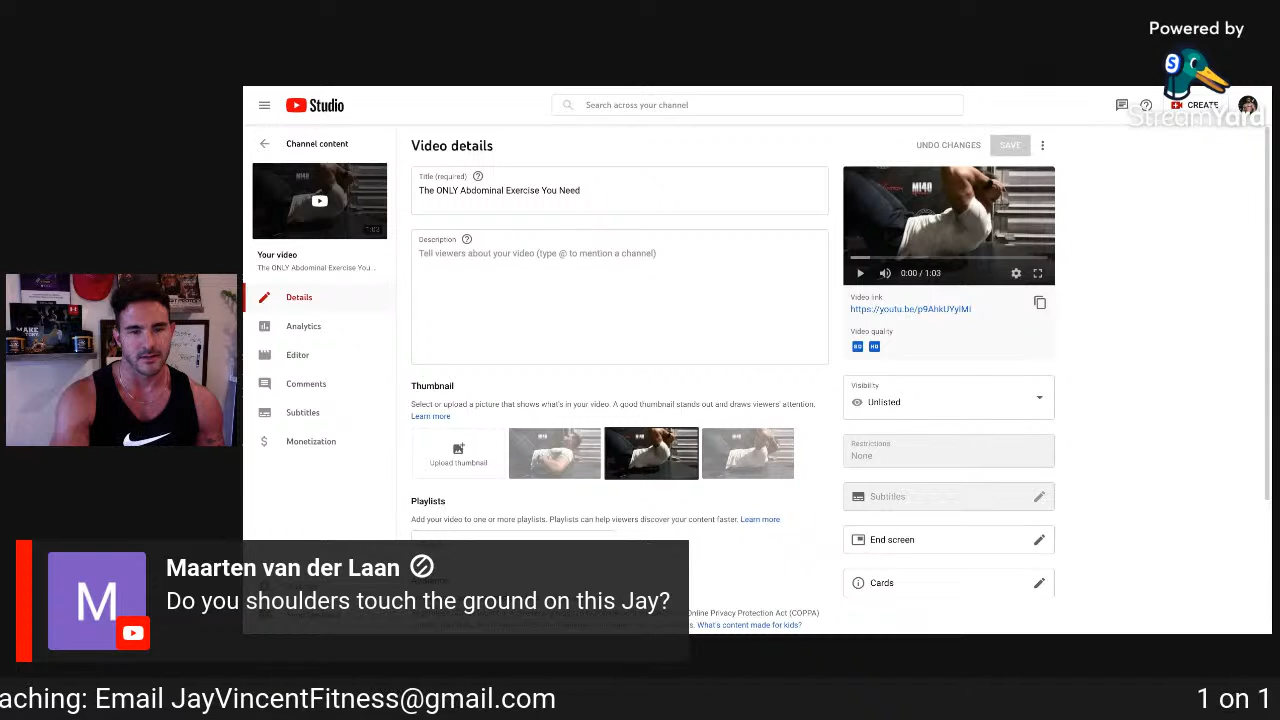 Powered by
StreamYard
Studio
Search across your channel
CREATE
Channel content
Video details
UNDO CHANGES
SAVE
1:03
Your video
The ONLY Abdominal Exercise You ...
Details
Analytics
Editor
Comments
Subtitles
Monetization
Title (required)
The ONLY Abdominal Exercise You Need
Description
Tell viewers about your video (type @ to mention a channel)
Thumbnail
Select or upload a picture that shows what's in your video. A good thumbnail stands out and draws viewers' attention.
Learn more
Upload thumbnail
Playlists
Add your video to one or more playlists. Playlists can help viewers discover your content faster. Learn more
MI40
0:00 / 1:03
Video link
https://youtu.be/p9AhkUYyIMi
Video quality
SD HD
Visibility
Unlisted
Restrictions
None
Subtitles
End screen
Cards
nline Privacy Protection Act (COPPA)
s. What's content made for kids?
M
Maarten van der Laan
Do you shoulders touch the ground on this Jay?
aching: Email JayVincentFitness@gmail.com
1 on 1